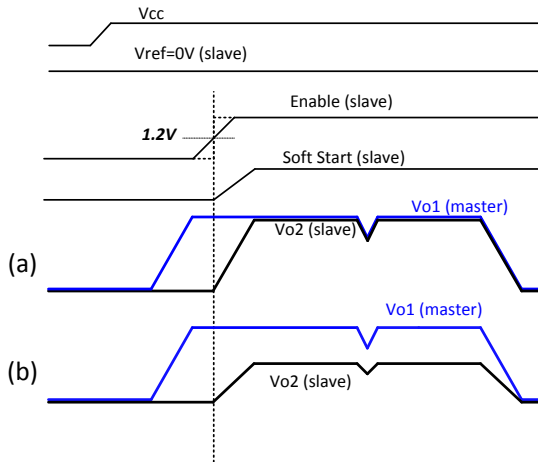 Vcc
Vref=0V (slave)
Enable (slave)
1.2V
Soft Start (slave)
Vo1 (master)
Vo2 (slave)
(a)
Vo1 (master)
(b)
Vo2 (slave)